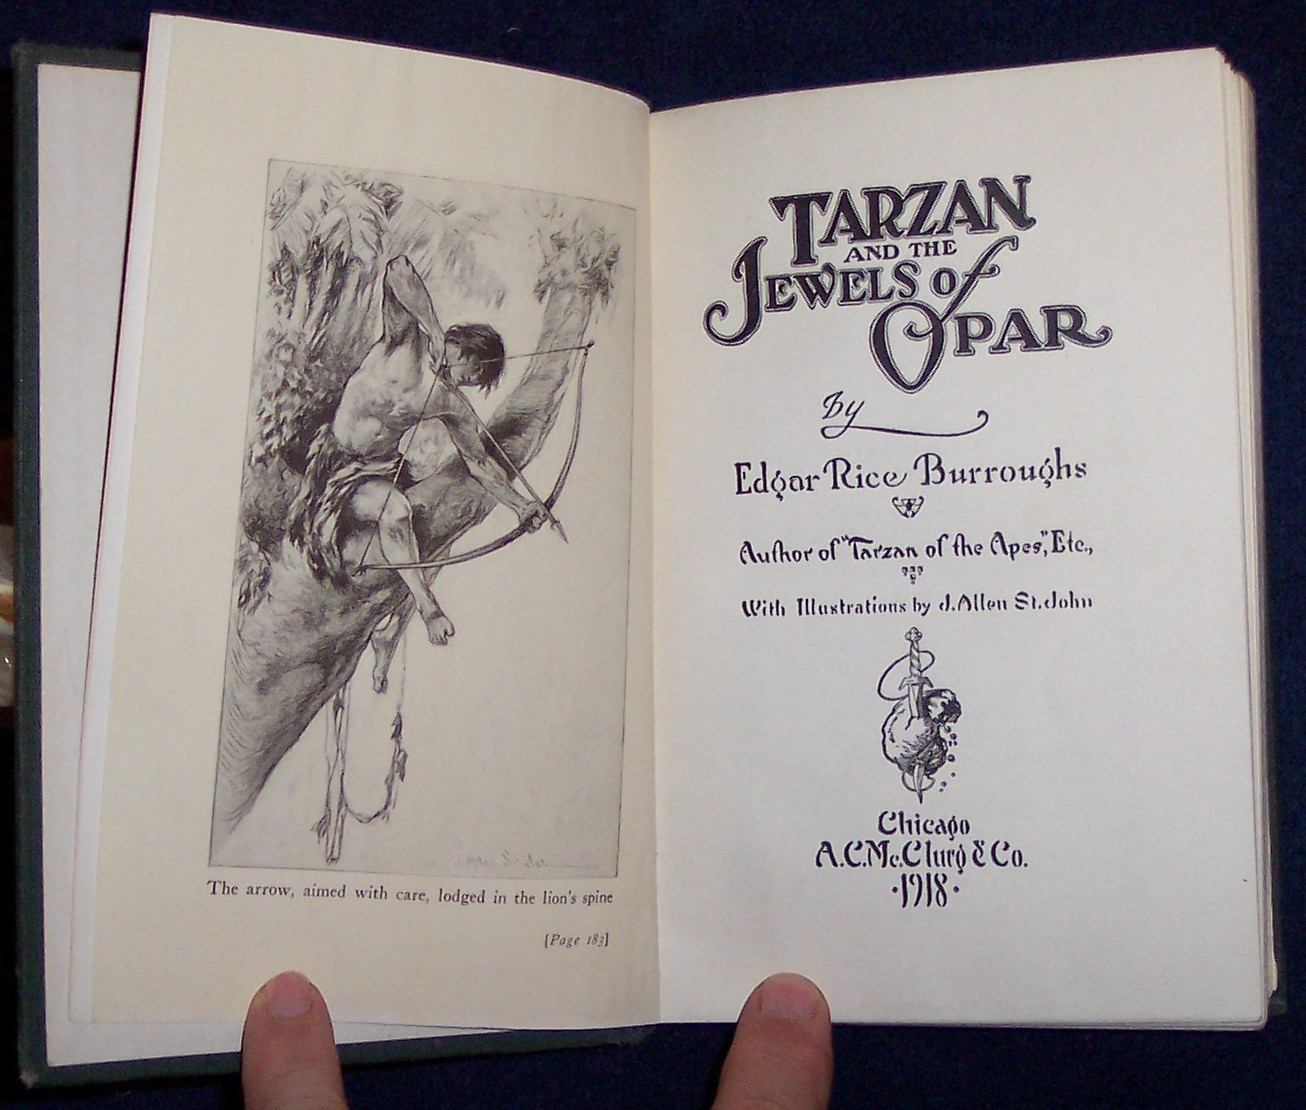 The arrow, aimed with care, lodged in the lion's spine
[Page 183]
TARZAN
AND THE
JEWELS of
OPAR
By
Edgar Rice Burroughs
Author of "Tarzan of the Apes", Etc.,
With Illustrations by J. Allen St. John
Chicago
A.C. Mc.Clurg & Co.
·1918·